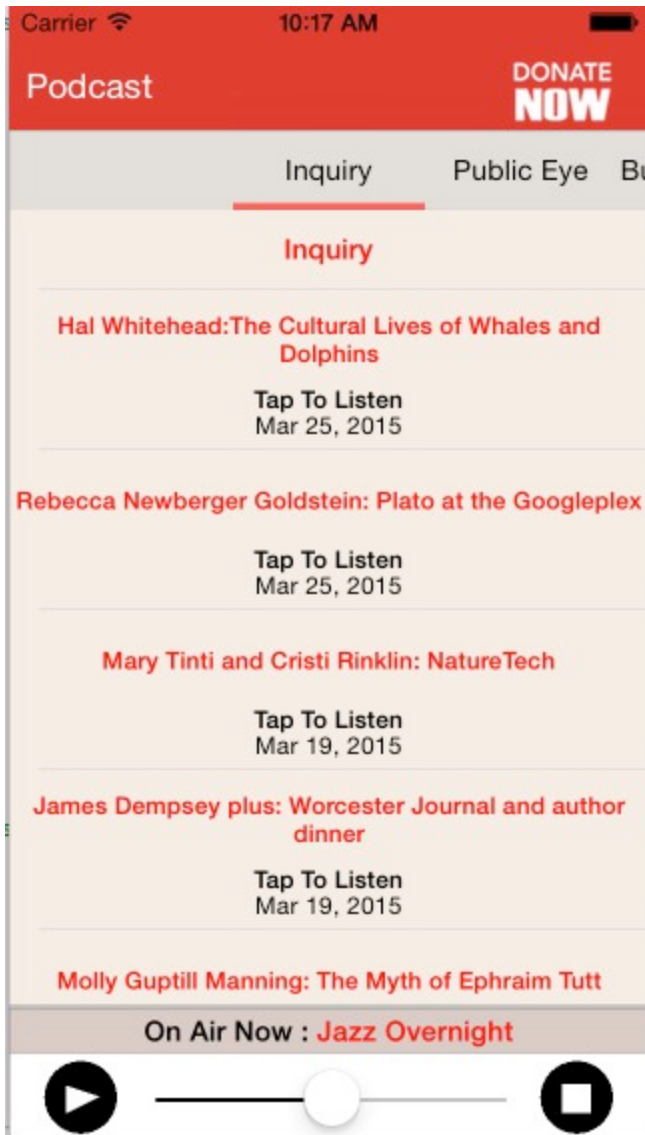 Carrier 10:17 AM
Podcast
DONATE
NOW
Inquiry Public Eye Bu
Inquiry
Hal Whitehead:The Cultural Lives of Whales and
Dolphins
Tap To Listen
Mar 25, 2015
Rebecca Newberger Goldstein: Plato at the Googleplex
Tap To Listen
Mar 25, 2015
Mary Tinti and Cristi Rinklin: NatureTech
Tap To Listen
Mar 19, 2015
James Dempsey plus: Worcester Journal and author
dinner
Tap To Listen
Mar 19, 2015
Molly Guptill Manning: The Myth of Ephraim Tutt
On Air Now : Jazz Overnight